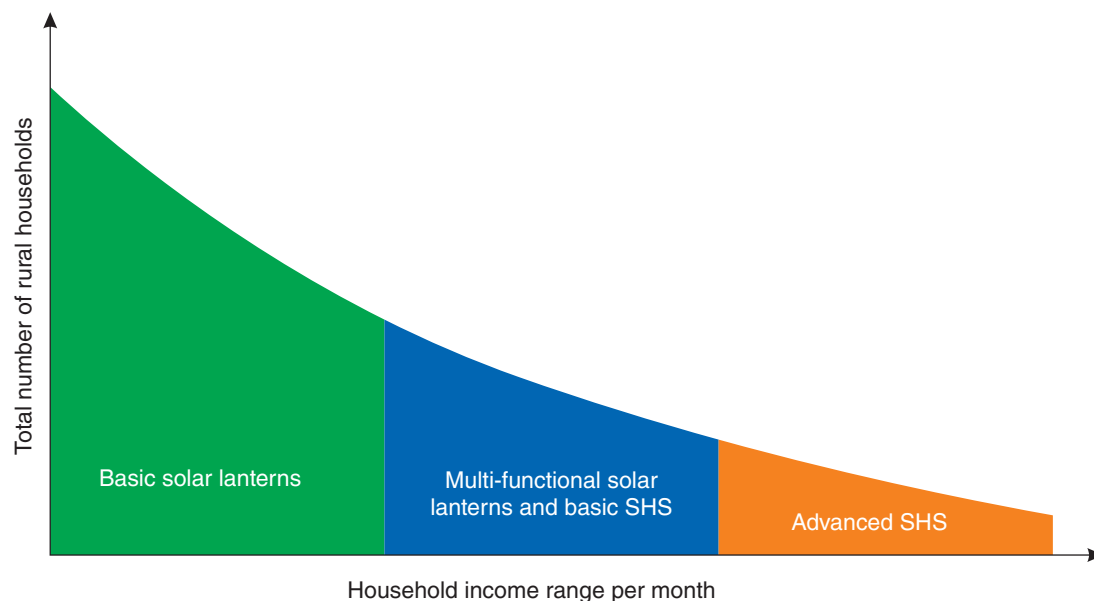 Total number of rural households
Basic solar lanterns
Multi-functional solar
lanterns and basic SHS
Advanced SHS
Household income range per month